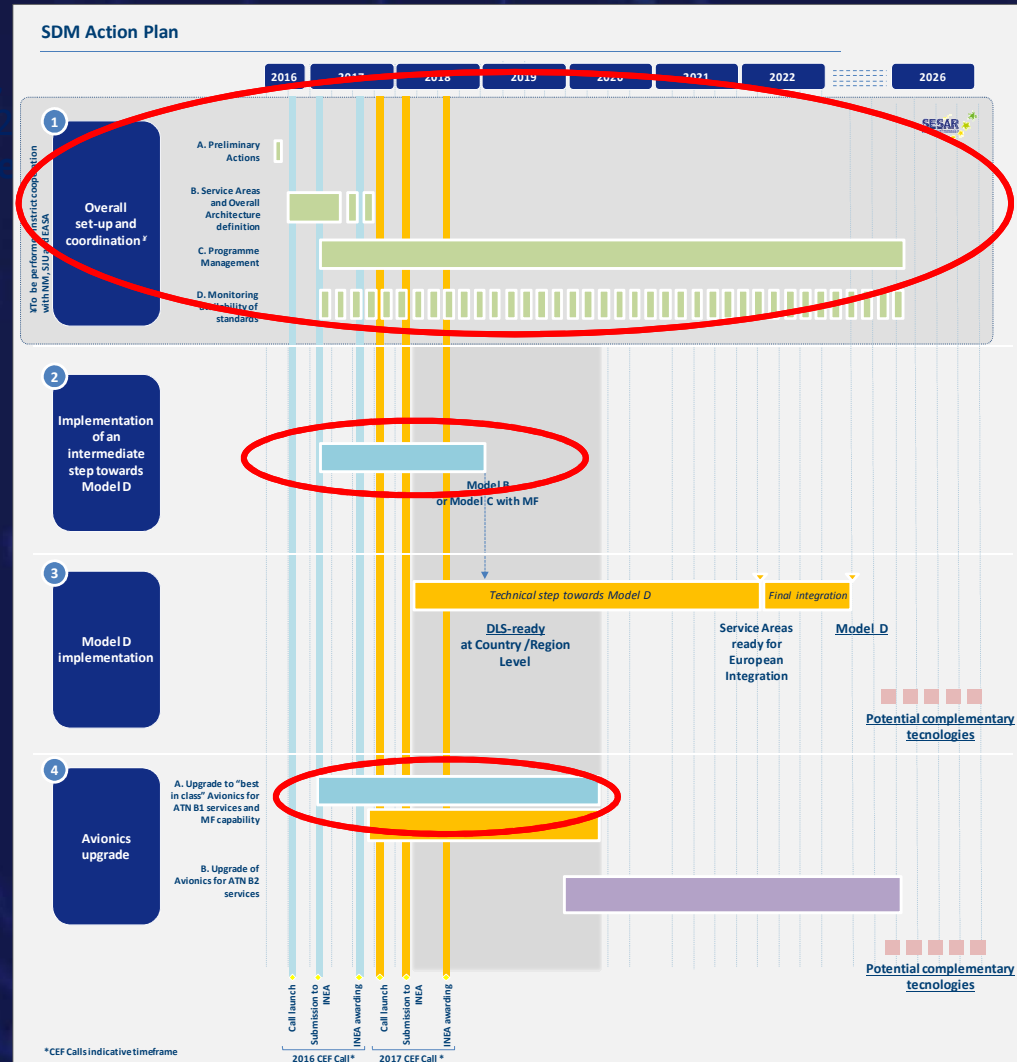 SDM Action Plan
2016
2017
2018
2019
2020
2021
2022
2026
SESAR
1
¥To be performed in strict cooperation
with NM, SJU and EASA
Overall
set-up and
coordination ¥
A. Preliminary
Actions
B. Service Areas
and Overall
Architecture
definition
C. Programme
Management
D. Monitoring
availability of
standards
2
Implementation
of an
intermediate
step towards
Model D
Model B
or Model C with MF
3
Model D
implementation
Technical step towards Model D
Final integration
DLS-ready
at Country /Region
Level
Service Areas
ready for
European
Integration
Model D
Potential complementary
tecnologies
4
Avionics
upgrade
A. Upgrade to “best
in class” Avionics for
ATN B1 services and
MF capability
B. Upgrade of
Avionics for ATN B2
services
Potential complementary
tecnologies
Call launch
Submission to
INEA
INEA awarding
Call launch
Submission to
INEA
INEA awarding
*CEF Calls indicative timeframe
2016 CEF Call*
2017 CEF Call *